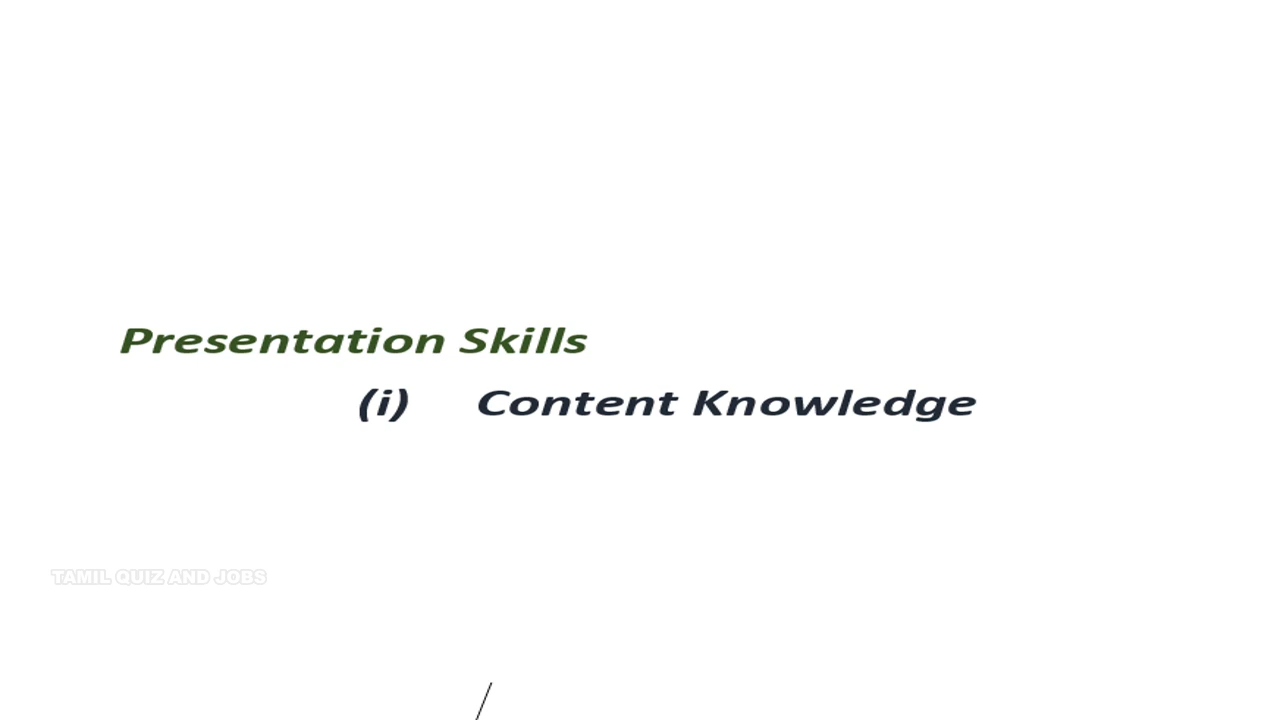 Presentation Skills
(i) Content Knowledge
TAMIL QUIZ AND JOBS